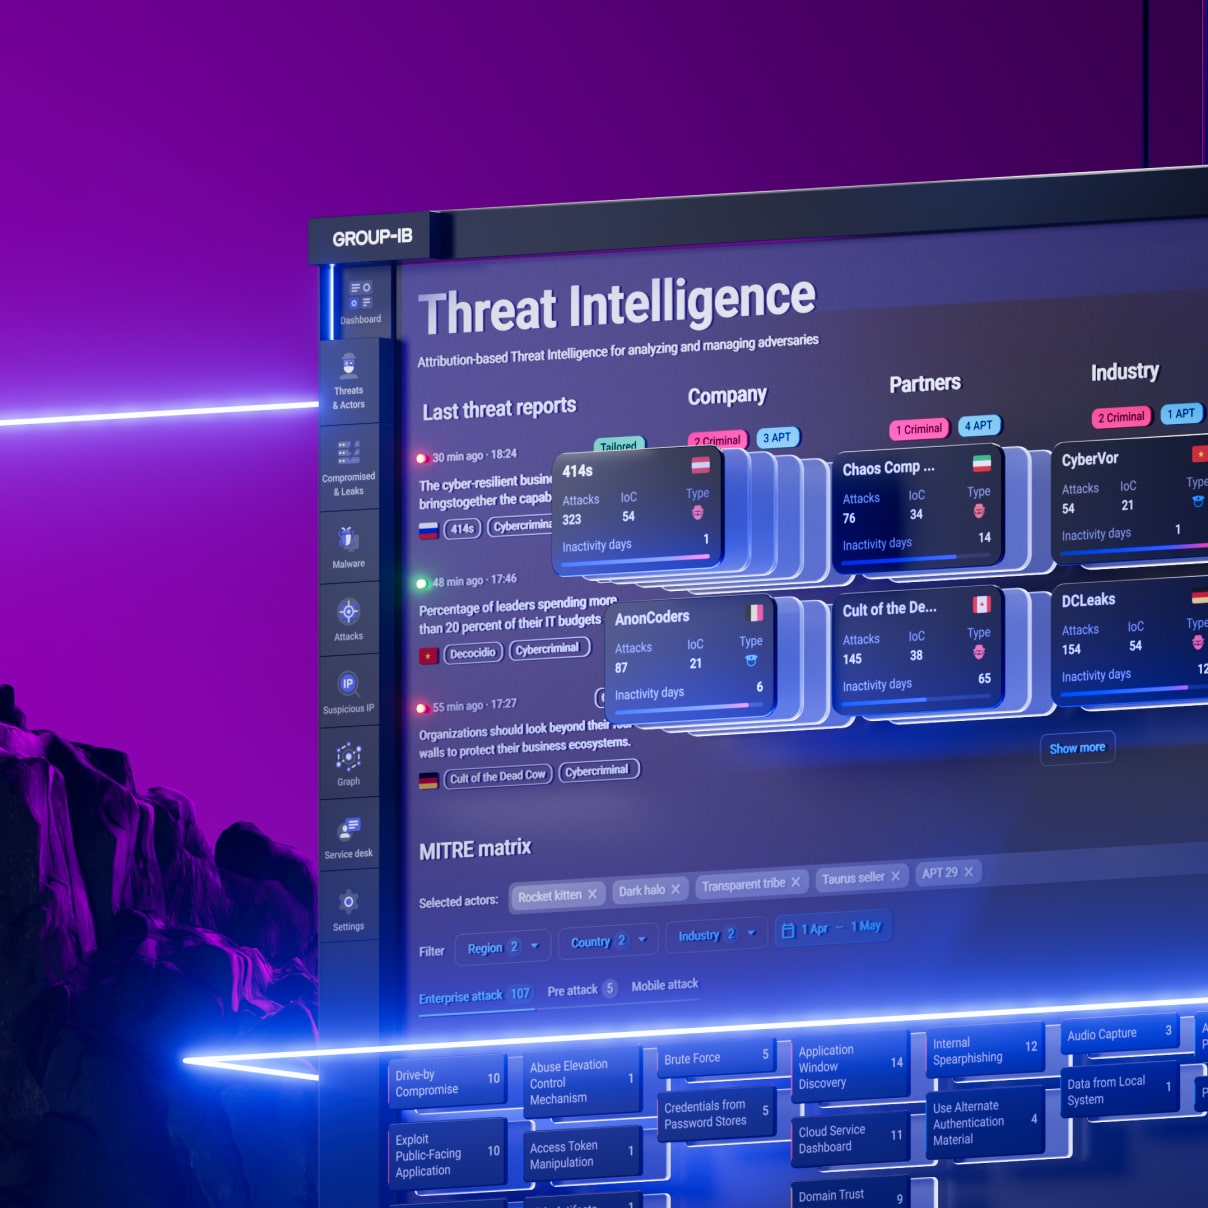 GROUP-IB
Dashboard
Threats
& Actors
Compromised
& Leaks
Malware
Attacks
IP
Suspicious IP
Graph
Service desk
Settings
Threat Intelligence
Attribution-based Threat Intelligence for analyzing and managing adversaries
Last threat reports
30 min ago · 18:24
Tailored
The cyber-resilient busin
bringstogether the capab
414s
Cybercrimina
48 min ago · 17:46
Percentage of leaders spending more
than 20 percent of their IT budgets
Decocidio
Cybercriminal
55 min ago · 17:27
Organizations should look beyond their
walls to protect their business ecosystems.
Cult of the Dead Cow
Cybercriminal
Company
2 Criminal
3 APT
414s
Attacks
IoC
Type
323
54
Inactivity days
1
AnonCoders
Attacks
IoC
Type
87
21
Inactivity days
6
Partners
1 Criminal
4 APT
Chaos Comp ...
Attacks
IoC
Type
76
34
Inactivity days
14
Cult of the De...
Attacks
IoC
Type
145
38
Inactivity days
65
Industry
2 Criminal
1 APT
CyberVor
Attacks
IoC
Type
54
21
Inactivity days
1
DCLeaks
Attacks
IoC
Type
154
54
Inactivity days
12
Show more
MITRE matrix
Selected actors:
Rocket kitten ×
Dark halo ×
Transparent tribe ×
Taurus seller ×
APT 29 ×
Filter
Region 2
Country 2
Industry 2
1 Apr – 1 May
Enterprise attack 107
Pre attack 5
Mobile attack
Drive-by
Compromise
10
Exploit
Public-Facing
Application
10
Abuse Elevation
Control
Mechanism
1
Access Token
Manipulation
1
1
Brute Force
5
Credentials from
Password Stores
5
Application
Window
Discovery
14
Cloud Service
Dashboard
11
Domain Trust
9
Internal
Spearphishing
12
Use Alternate
Authentication
Material
4
Audio Capture
3
Data from Local
System
1